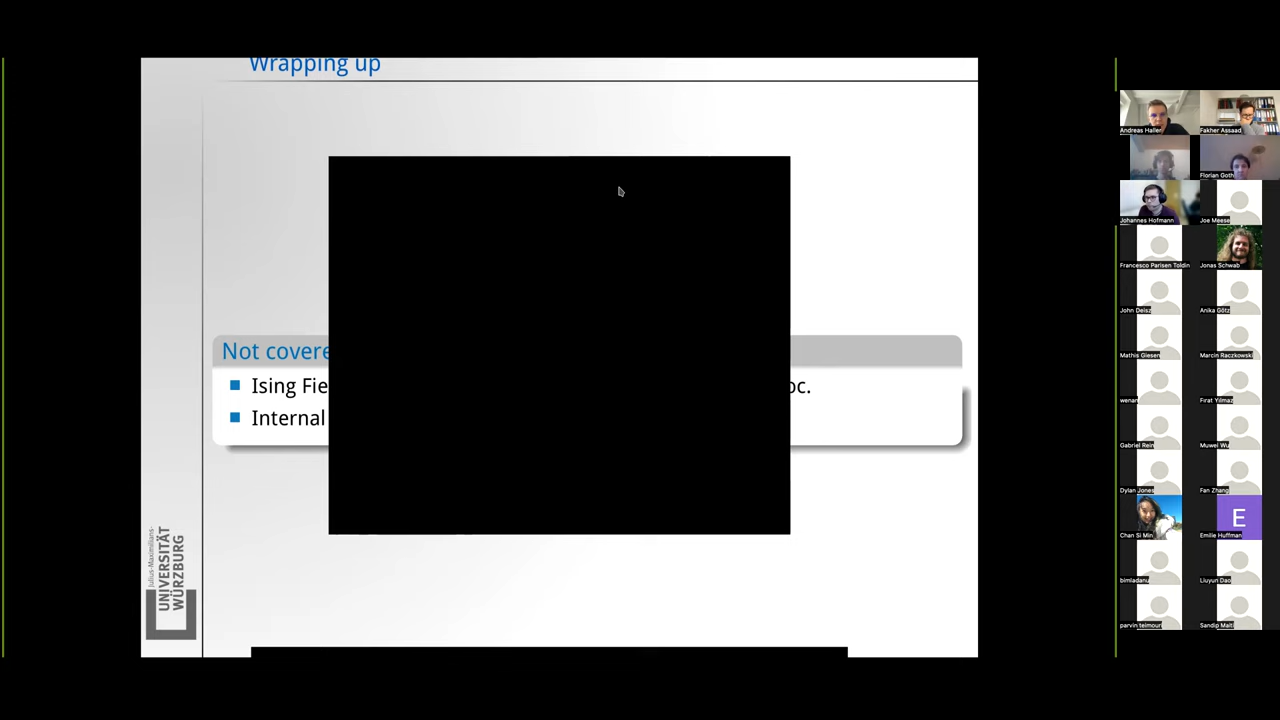 Wrapping up
Not covere
Ising Fie
oc.
Internal
Julius-Maximilians-
UNIVERSITÄT
WÜRZBURG
Andreas Haller
Fakher Assaad
Florian Goth
Johannes Hofmann
Joe Meese
Francesco Parisen Toldin
Jonas Schwab
John Deisz
Anika Götz
Mathis Giesen
Marcin Raczkowski
wenan
Firat Yilmaz
Gabriel Rein
Muwei Wu
Dylan Jones
Fan Zhang
Chan Si Min
E
Emilie Huffman
bimladanu
Liuyun Dao
parvin teimouri
Sandip Maiti